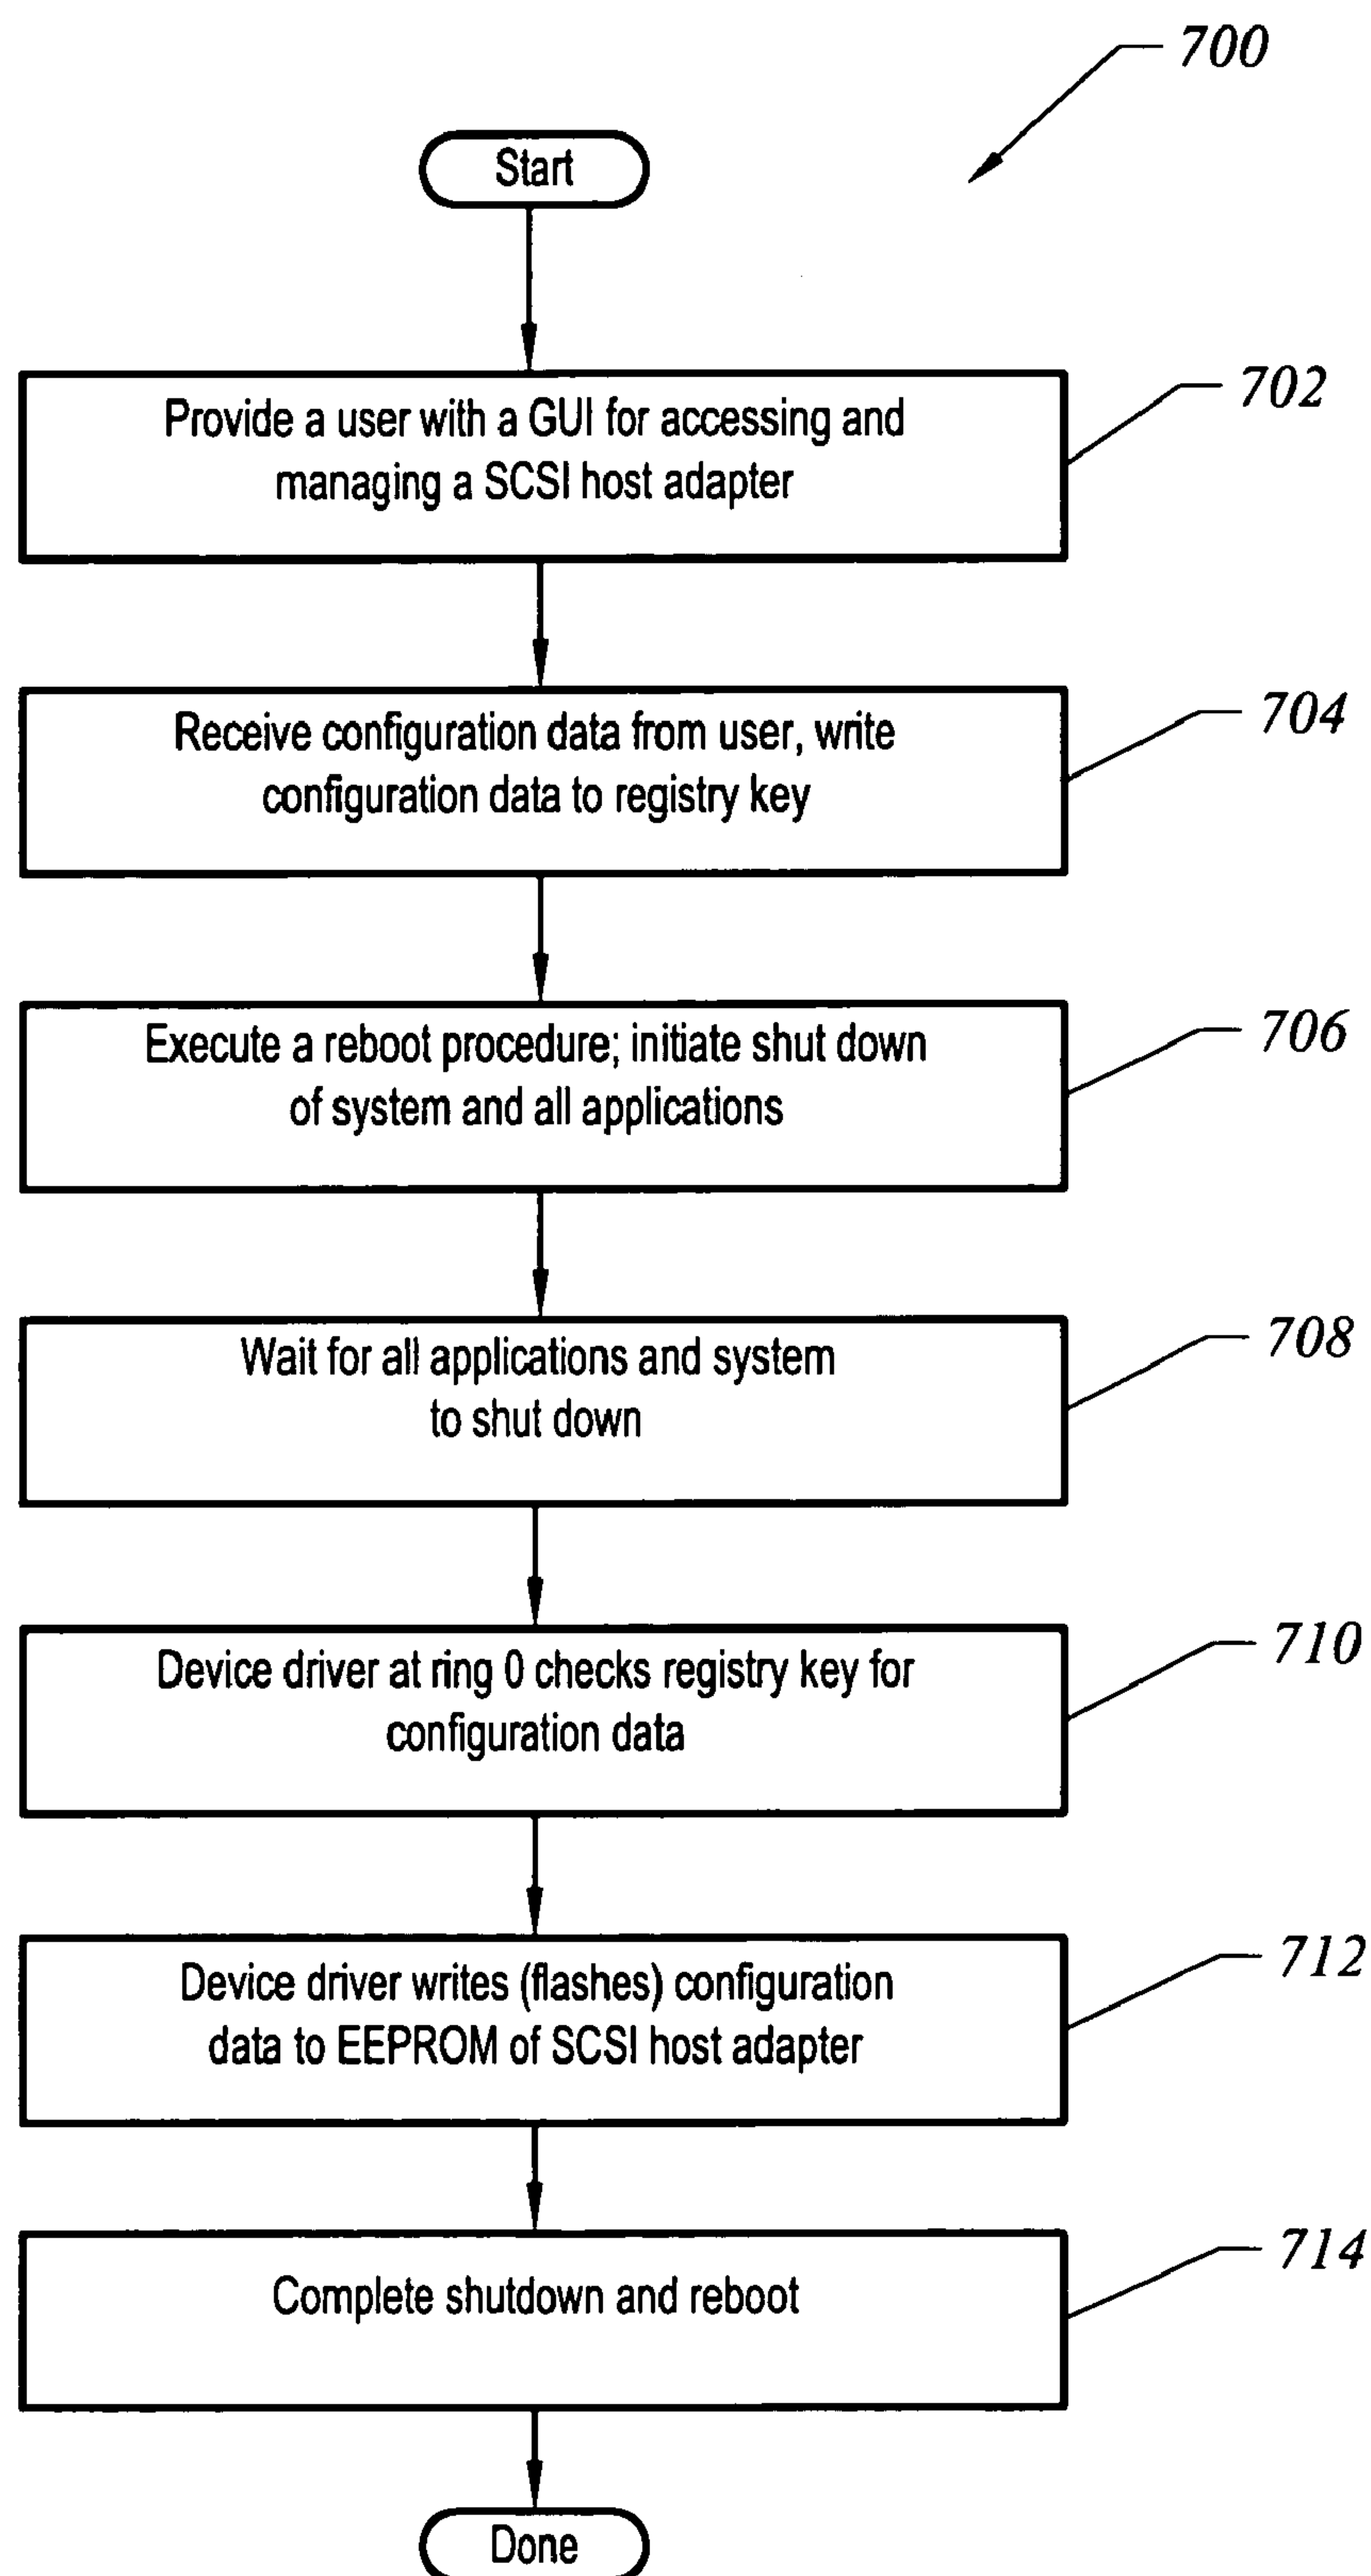 700
Start
702
Provide a user with a GUI for accessing and
managing a SCSI host adapter
704
Receive configuration data from user, write
configuration data to registry key
706
Execute a reboot procedure; initiate shut down
of system and all applications
708
Wait for all applications and system
to shut down
710
Device driver at ring 0 checks registry key for
configuration data
712
Device driver writes (flashes) configuration
data to EEPROM of SCSI host adapter
714
Complete shutdown and reboot
Done